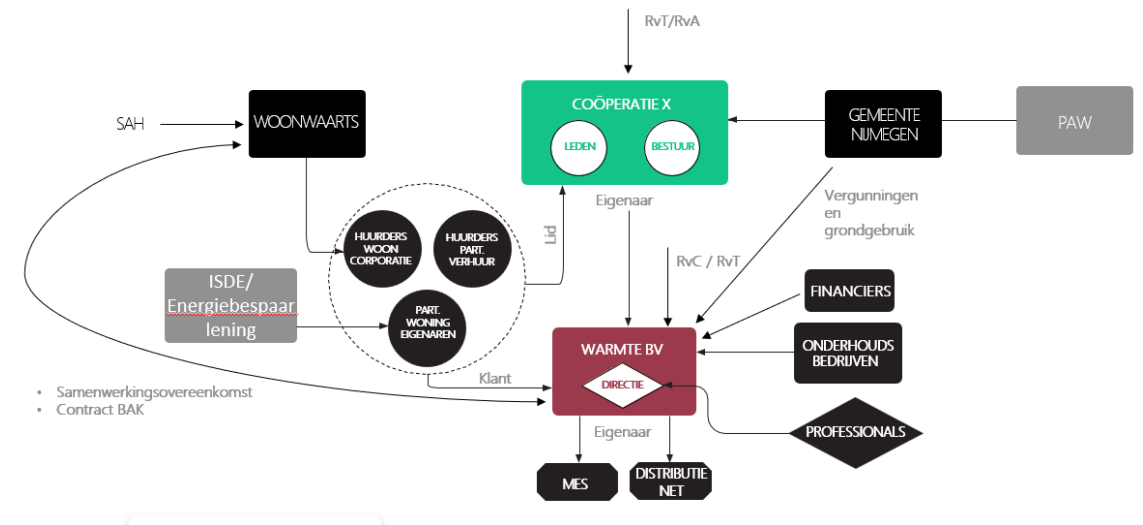 RvT/RvA
COÖPERATIE X
LEDEN
BESTUUR
SAH
WOONWAARTS
GEMEENTE
NIJMEGEN
PAW
Eigenaar
Vergunningen
en
grondgebruik
Lid
HUURDERS
WOON
CORPORATIE
HUURDERS
PART.
VERHUUR
RvC / RvT
ISDE/
Energiebespaar
lening
PART.
WONING
EIGENAREN
FINANCIERS
WARMTE BV
DIRECTIE
ONDERHOUDS
BEDRIJVEN
Klant
Samenwerkingsovereenkomst
Contract BAK
Eigenaar
PROFESSIONALS
MES
DISTRIBUTIE
NET